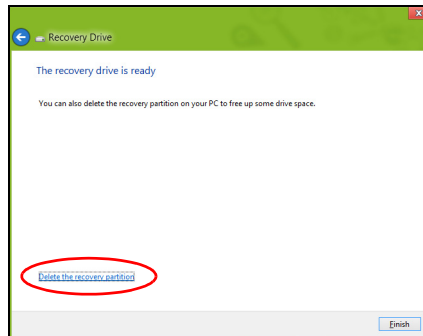 Recovery Drive
The recovery drive is ready
You can also delete the recovery partition on your PC to free up some drive space.
Delete the recovery partition
Finish